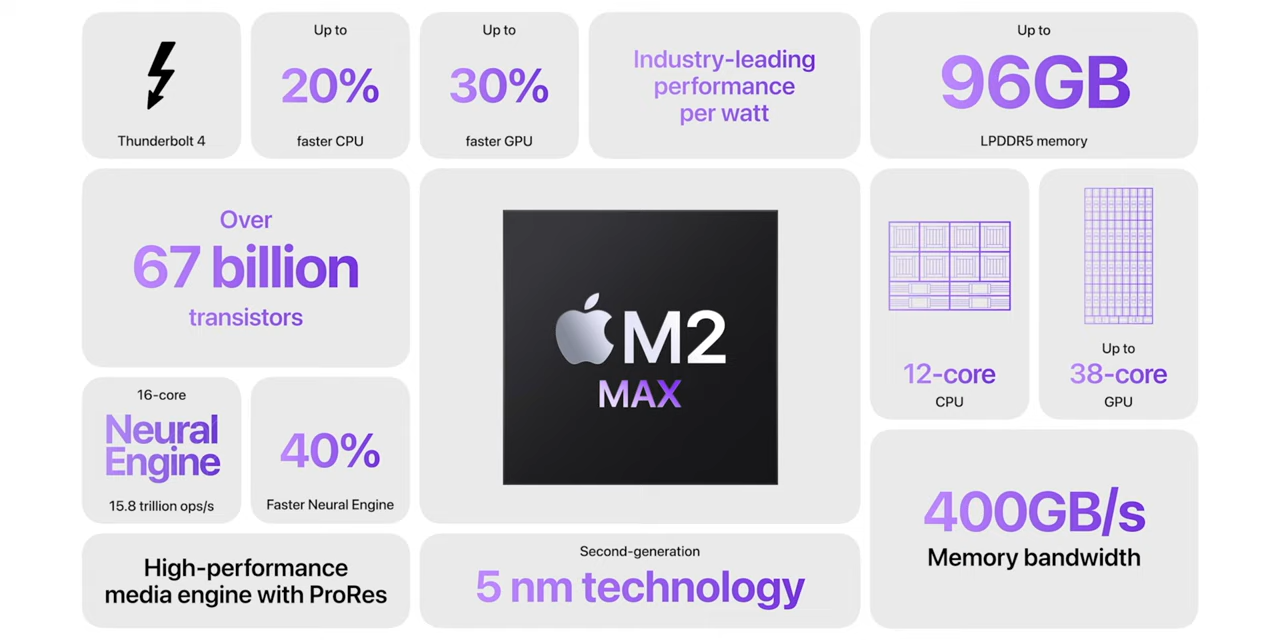 Thunderbolt 4
Up to
20%
faster CPU
Up to
30%
faster GPU
Industry-leading
performance
per watt
Up to
96GB
LPDDR5 memory
Over
67 billion
transistors
M2
MAX
12-core
CPU
Up to
38-core
GPU
16-core
Neural
Engine
15.8 trillion ops/s
40%
Faster Neural Engine
400GB/s
Memory bandwidth
High-performance
media engine with ProRes
Second-generation
5 nm technology